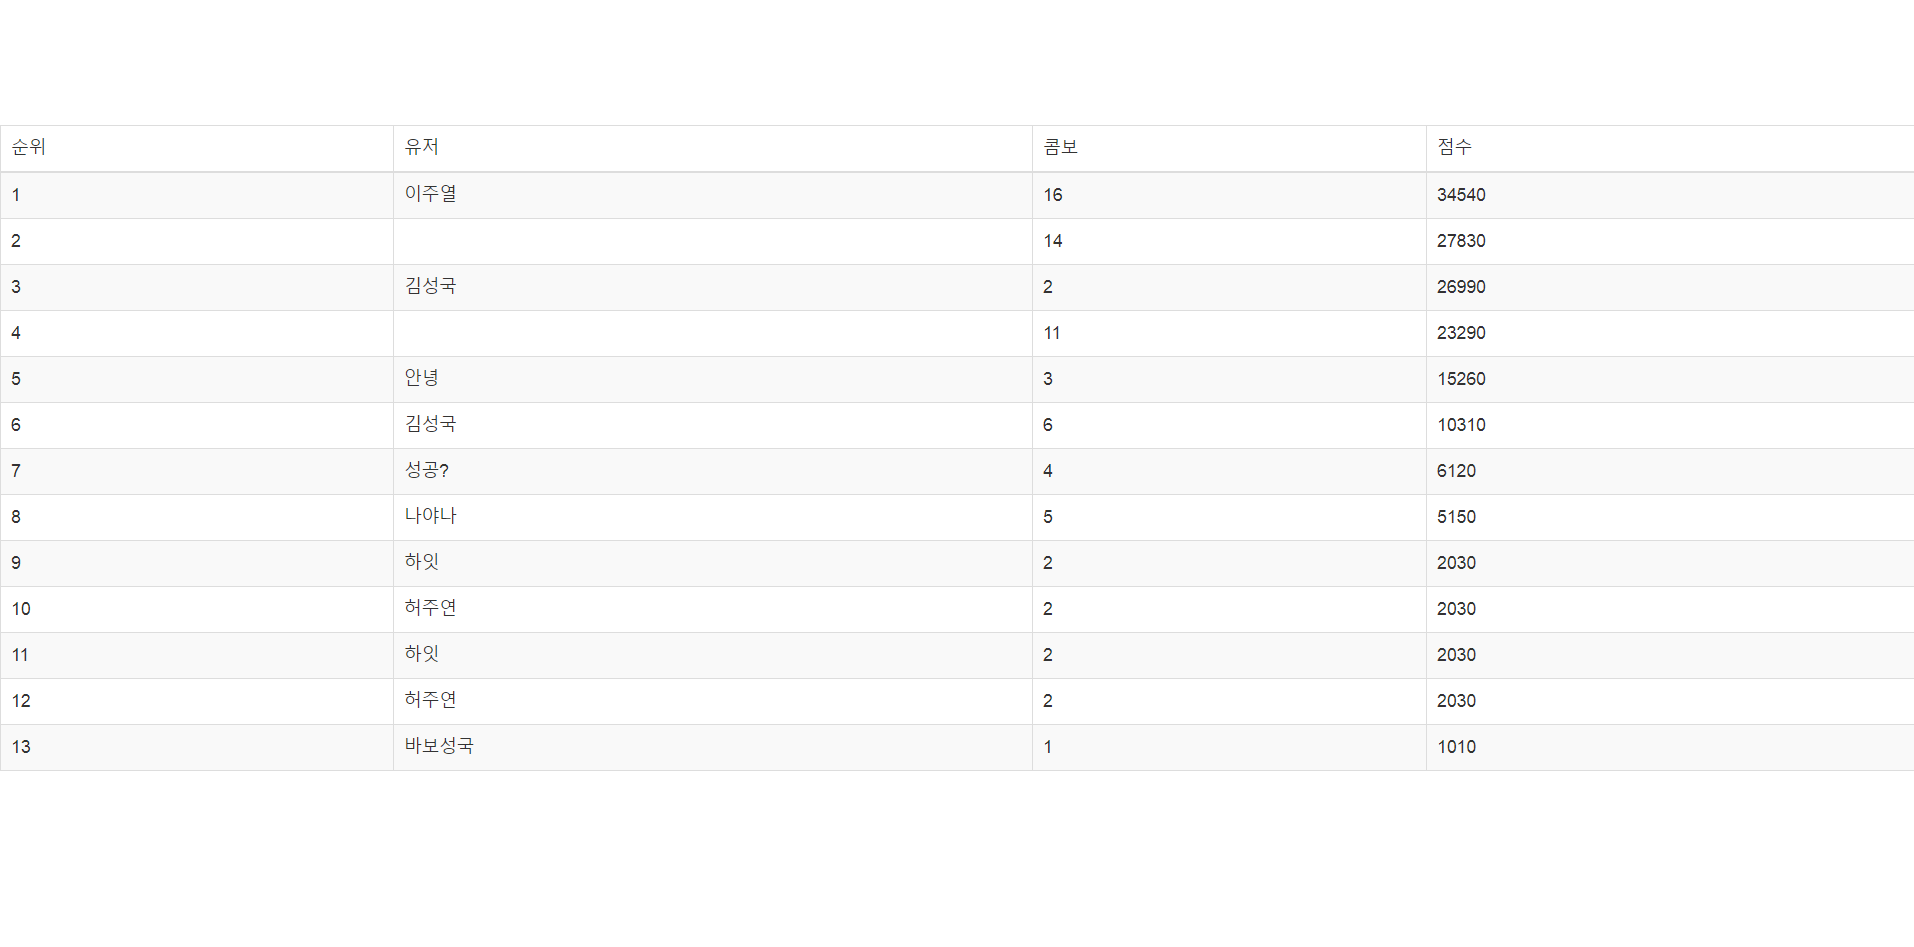 순위 유저 콤보 점수
1 이주열 16 34540
2 14 27830
3 김성국 2 26990
4 11 23290
5 안녕 3 15260
6 김성국 6 10310
7 성공? 4 6120
8 나야나 5 5150
9 하잇 2 2030
10 허주연 2 2030
11 하잇 2 2030
12 허주연 2 2030
13 바보성국 1 1010